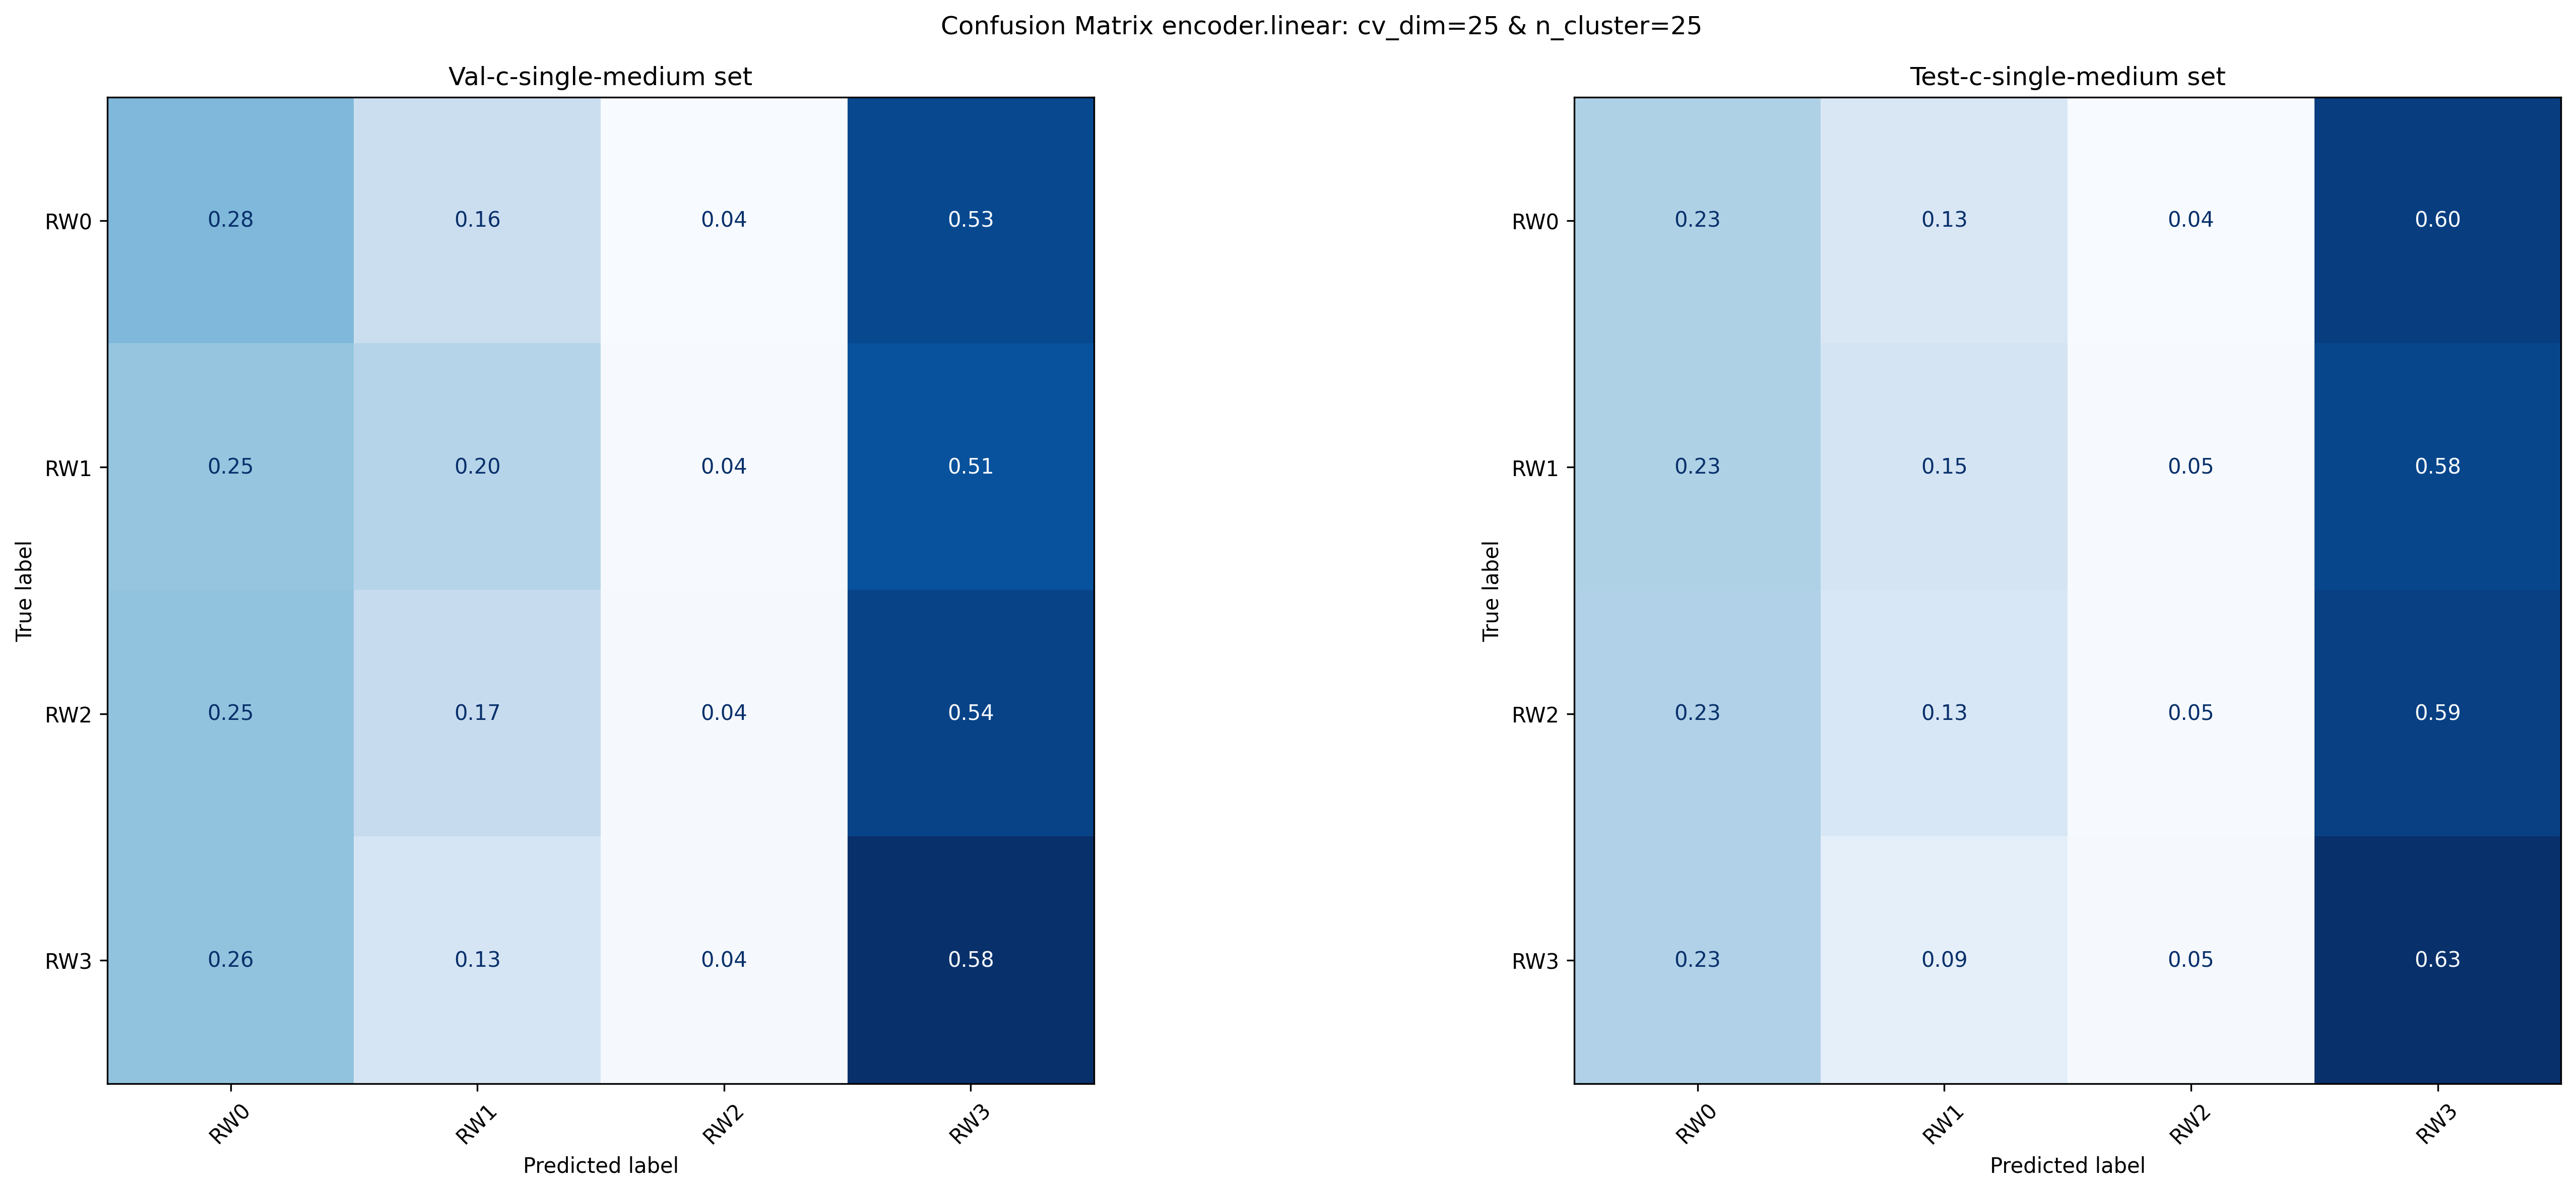 Confusion Matrix encoder.linear: cv_dim=25 & n_cluster=25
Val-c-single-medium set
True label
RW0 0.28 0.16 0.04 0.53
RW1 0.25 0.20 0.04 0.51
RW2 0.25 0.17 0.04 0.54
RW3 0.26 0.13 0.04 0.58
RW0 RW1 RW2 RW3
Predicted label
Test-c-single-medium set
True label
RW0 0.23 0.13 0.04 0.60
RW1 0.23 0.15 0.05 0.58
RW2 0.23 0.13 0.05 0.59
RW3 0.23 0.09 0.05 0.63
RW0 RW1 RW2 RW3
Predicted label